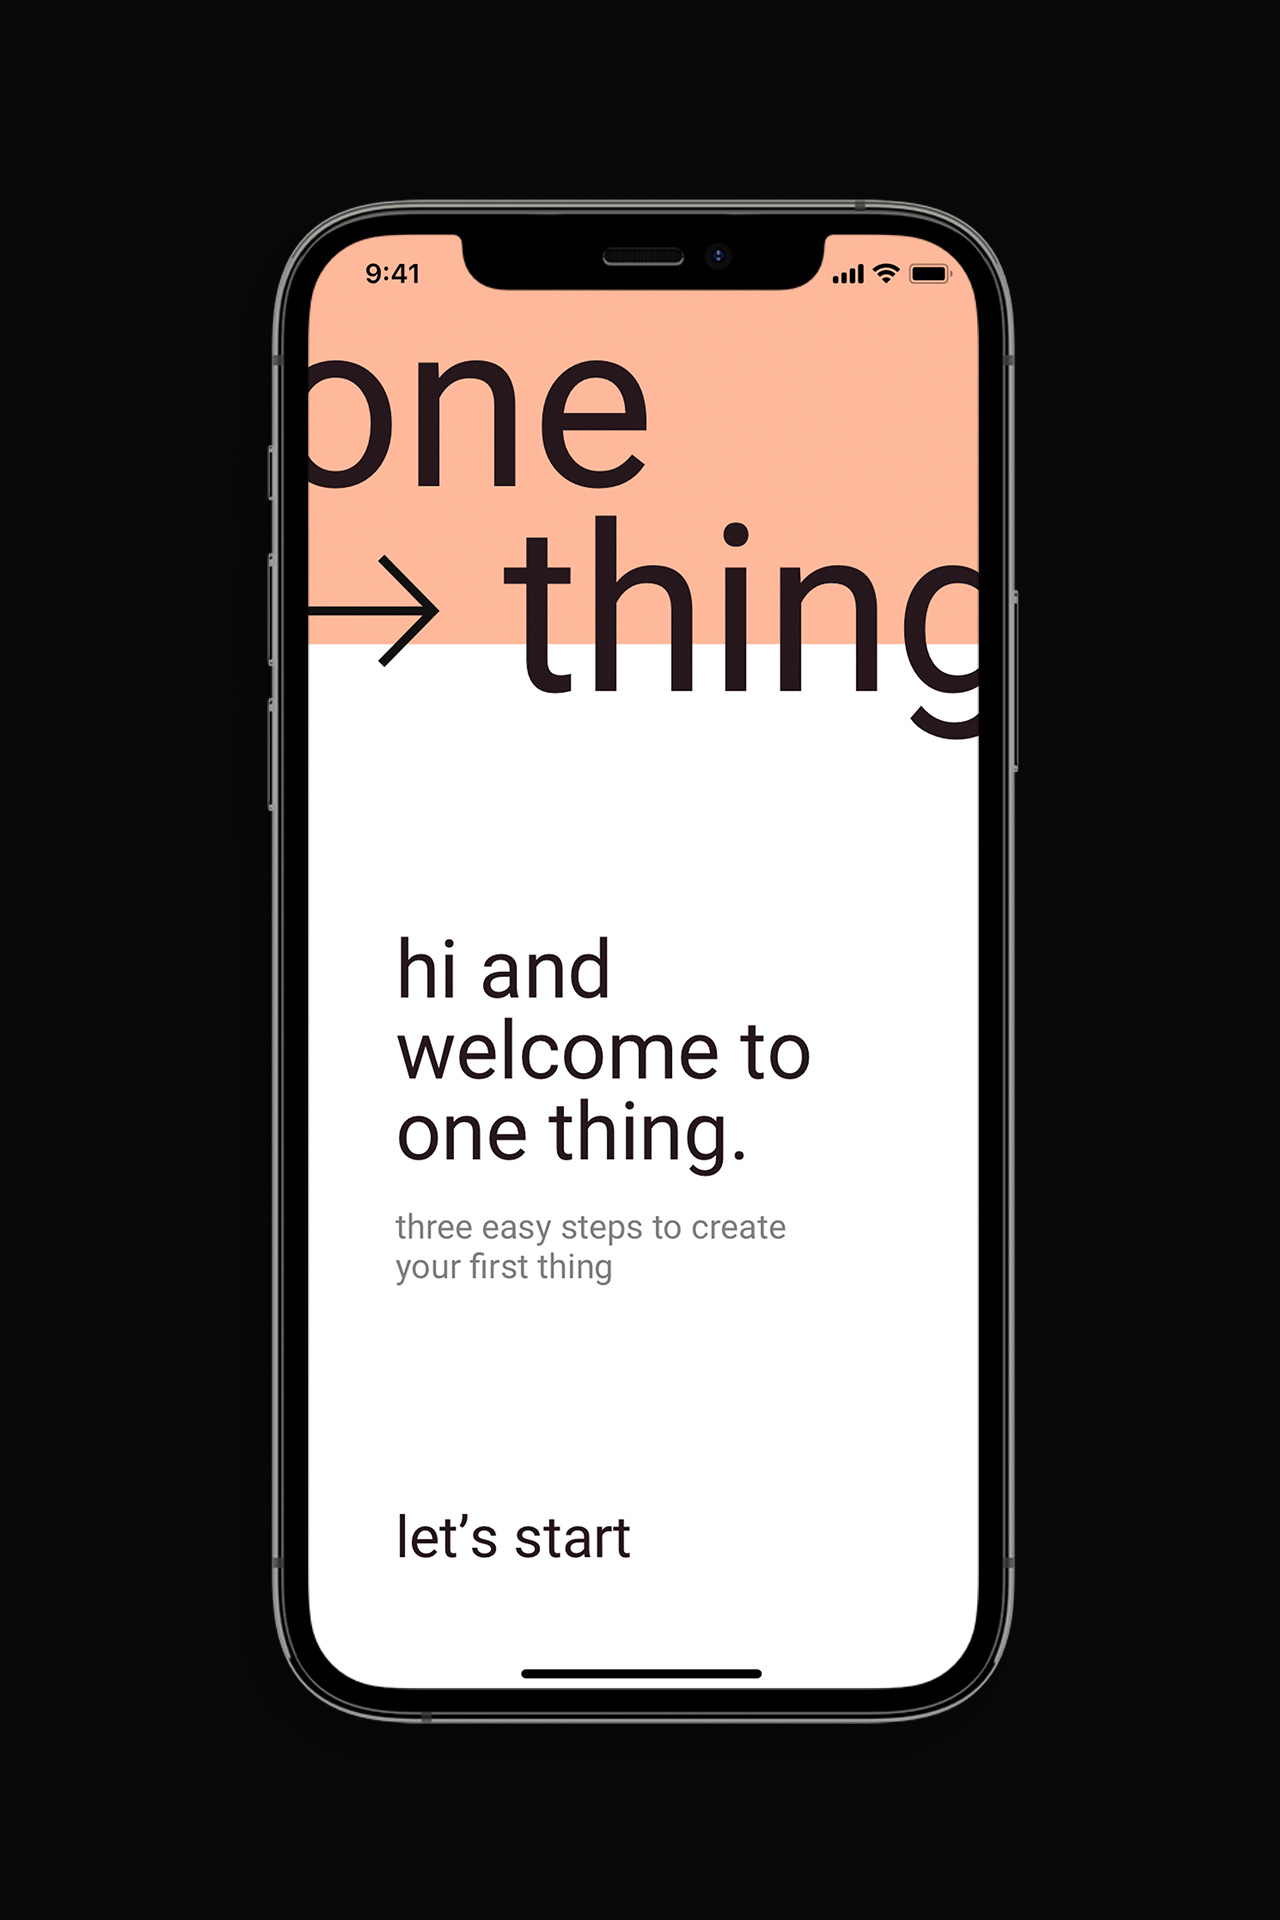 9:41
one
→ thing
hi and
welcome to
one thing.
three easy steps to create
your first thing
let’s start